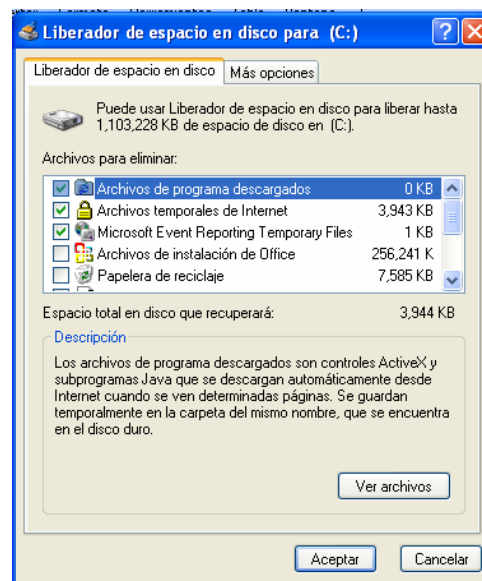 Liberador de espacio en disco para (C:)
Liberador de espacio en disco
Más opciones
Puede usar Liberador de espacio en disco para liberar hasta
1,103,228 KB de espacio de disco en (C:).
Archivos para eliminar:
Archivos de programa descargados 0 KB
Archivos temporales de Internet 3,943 KB
Microsoft Event Reporting Temporary Files 1 KB
Archivos de instalación de Office 256,241 K
Papelera de reciclaje 7,585 KB
Espacio total en disco que recuperará: 3,944 KB
Descripción
Los archivos de programa descargados son controles ActiveX y
subprogramas Java que se descargan automáticamente desde
Internet cuando se ven determinadas páginas. Se guardan
temporalmente en la carpeta del mismo nombre, que se encuentra
en el disco duro.
Ver archivos
Aceptar
Cancelar